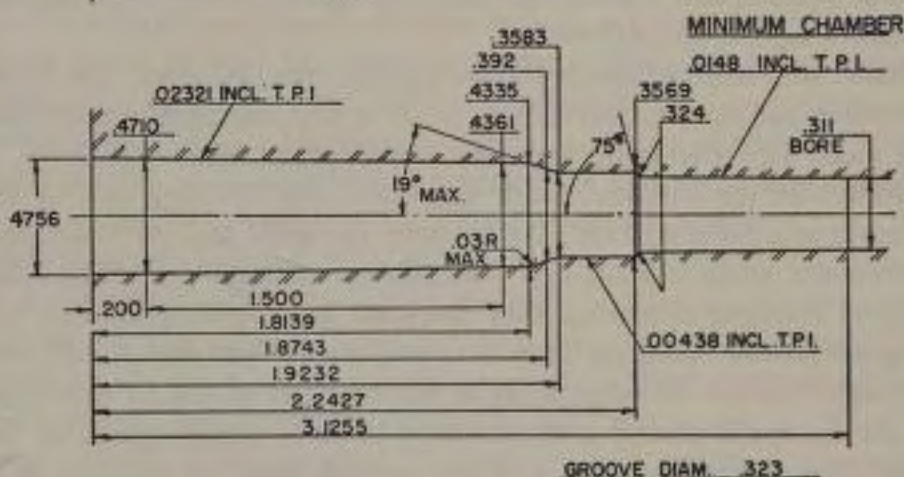 MINIMUM CHAMBER
.3583
.0148 INCL. T.P.I.
.392
.02321 INCL. T.P.I
.4335
.3569
.4710
.4361
.324
75°
.311
BORE
19°
MAX.
.4756
.03R
MAX
.200
1.500
1.8139
.00438 INCL. T.P.I.
1.8743
1.9232
2.2427
3.1255
GROOVE DIAM. .323